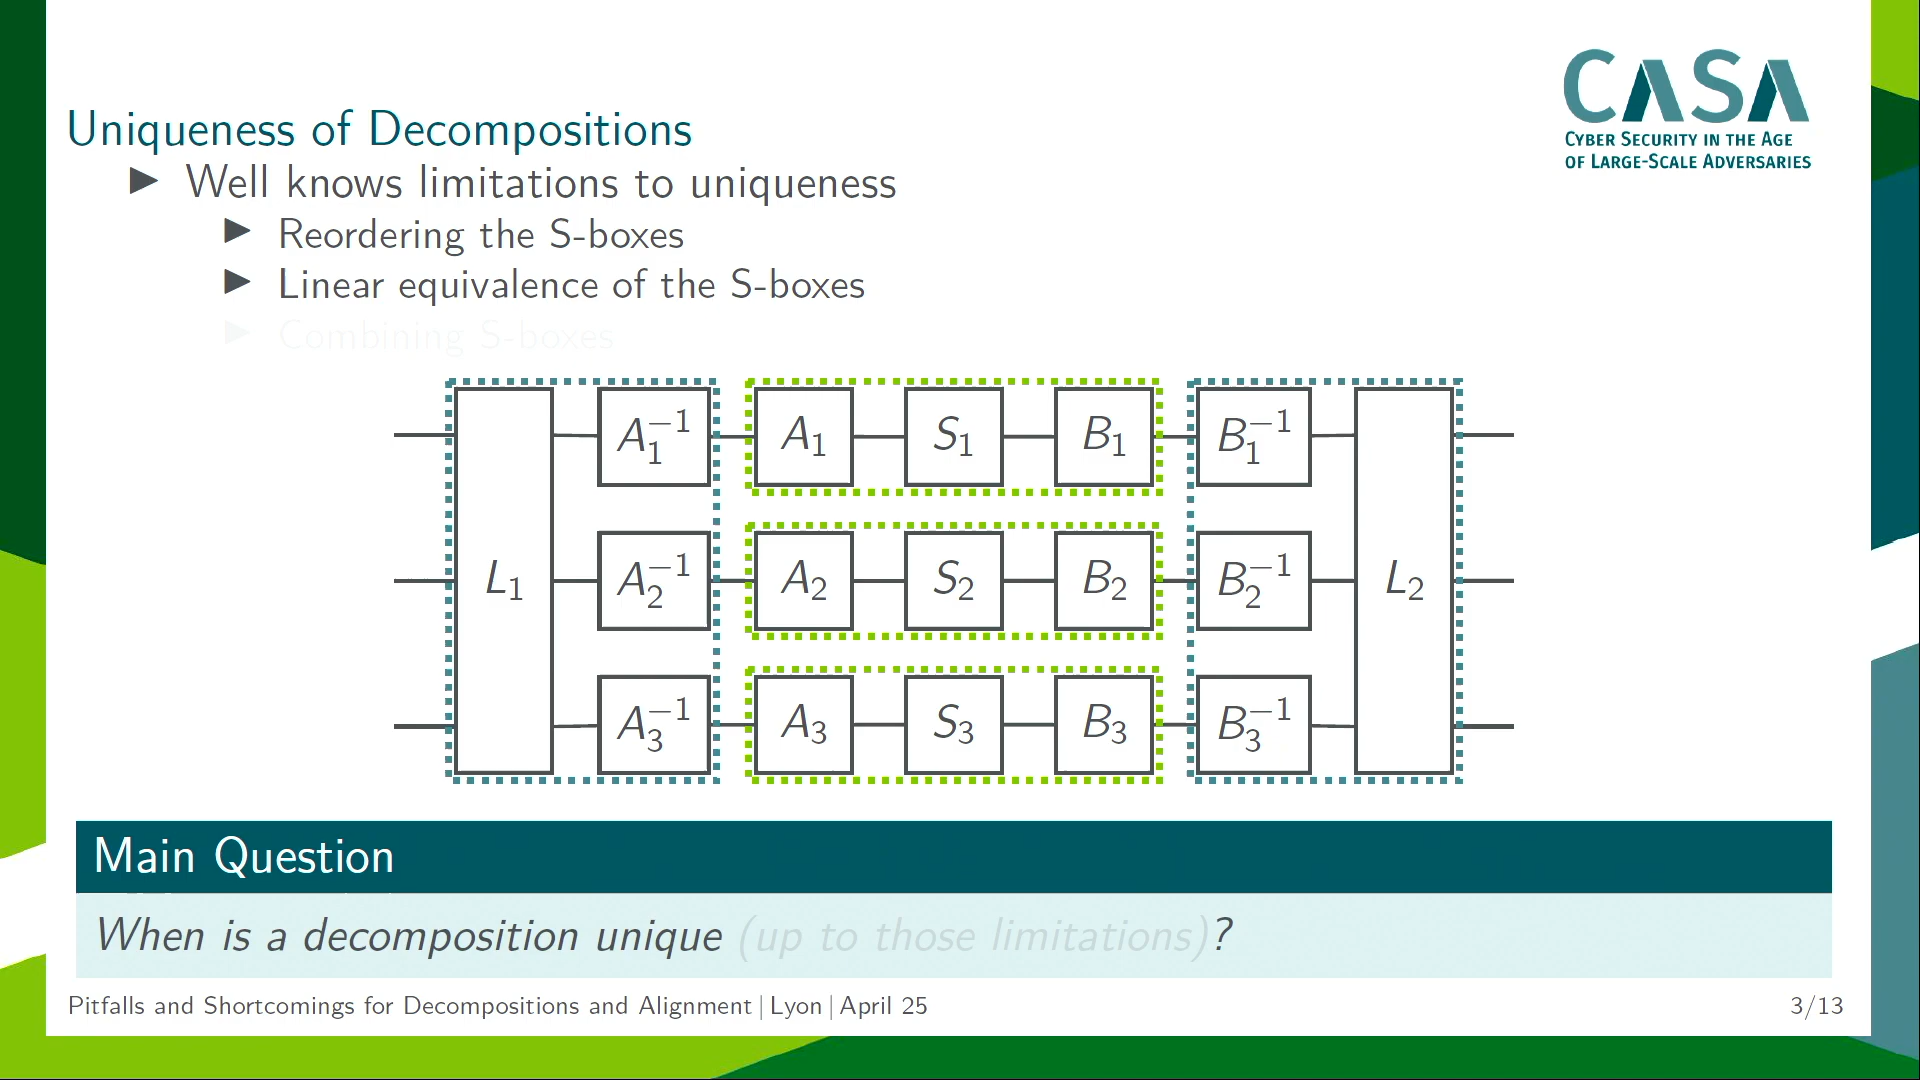 CASA
CYBER SECURITY IN THE AGE
OF LARGE-SCALE ADVERSARIES
Uniqueness of Decompositions
▶ Well knows limitations to uniqueness
▶ Reordering the S-boxes
▶ Linear equivalence of the S-boxes
▶ Combining S-boxes
L₁ A₁⁻¹ A₁ S₁ B₁ B₁⁻¹ L₂
A₂⁻¹ A₂ S₂ B₂ B₂⁻¹
A₃⁻¹ A₃ S₃ B₃ B₃⁻¹
Main Question
When is a decomposition unique (up to those limitations)?
Pitfalls and Shortcomings for Decompositions and Alignment | Lyon | April 25
3/13